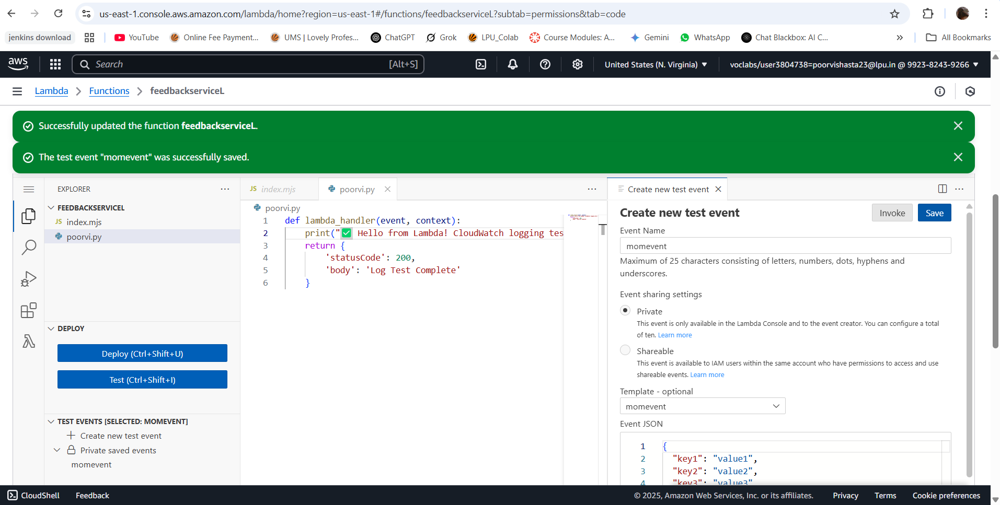 us-east-1.console.aws.amazon.com/lambda/home?region=us-east-1#/functions/feedbackserviceL?subtab=permissions&tab=code
jenkins download
YouTube
Online Fee Payment...
UMS | Lovely Profes...
ChatGPT
Grok
LPU_Colab
Course Modules: A...
Gemini
WhatsApp
Chat Blackbox: AI C...
»
All Bookmarks
aws
Search
[Alt+S]
United States (N. Virginia) ▼
voclabs/user3804738=poorvishasta23@lpu.in @ 9923-8243-9266 ▼
Lambda > Functions > feedbackserviceL
Successfully updated the function feedbackserviceL.
The test event "momevent" was successfully saved.
EXPLORER
...
FEEDBACKSERVICEL
JS index.mjs
poorvi.py
DEPLOY
Deploy (Ctrl+Shift+U)
Test (Ctrl+Shift+I)
TEST EVENTS [SELECTED: MOMEVENT]
+ Create new test event
Private saved events
momevent
JS index.mjs
poorvi.py
...
poorvi.py
1 def lambda_handler(event, context):
2 print("✅ Hello from Lambda! CloudWatch logging tes
3 return {
4 'statusCode': 200,
5 'body': 'Log Test Complete'
6 }
Create new test event
...
Create new test event
Invoke
Save
Event Name
momevent
Maximum of 25 characters consisting of letters, numbers, dots, hyphens and
underscores.
Event sharing settings
Private
This event is only available in the Lambda Console and to the event creator. You can configure a total
of ten. Learn more
Shareable
This event is available to IAM users within the same account who have permissions to access and use
shareable events. Learn more
Template - optional
momevent
Event JSON
1 {
2 "key1": "value1",
3 "key2": "value2",
4 "key3": "value3"
CloudShell
Feedback
© 2025, Amazon Web Services, Inc. or its affiliates.
Privacy
Terms
Cookie preferences